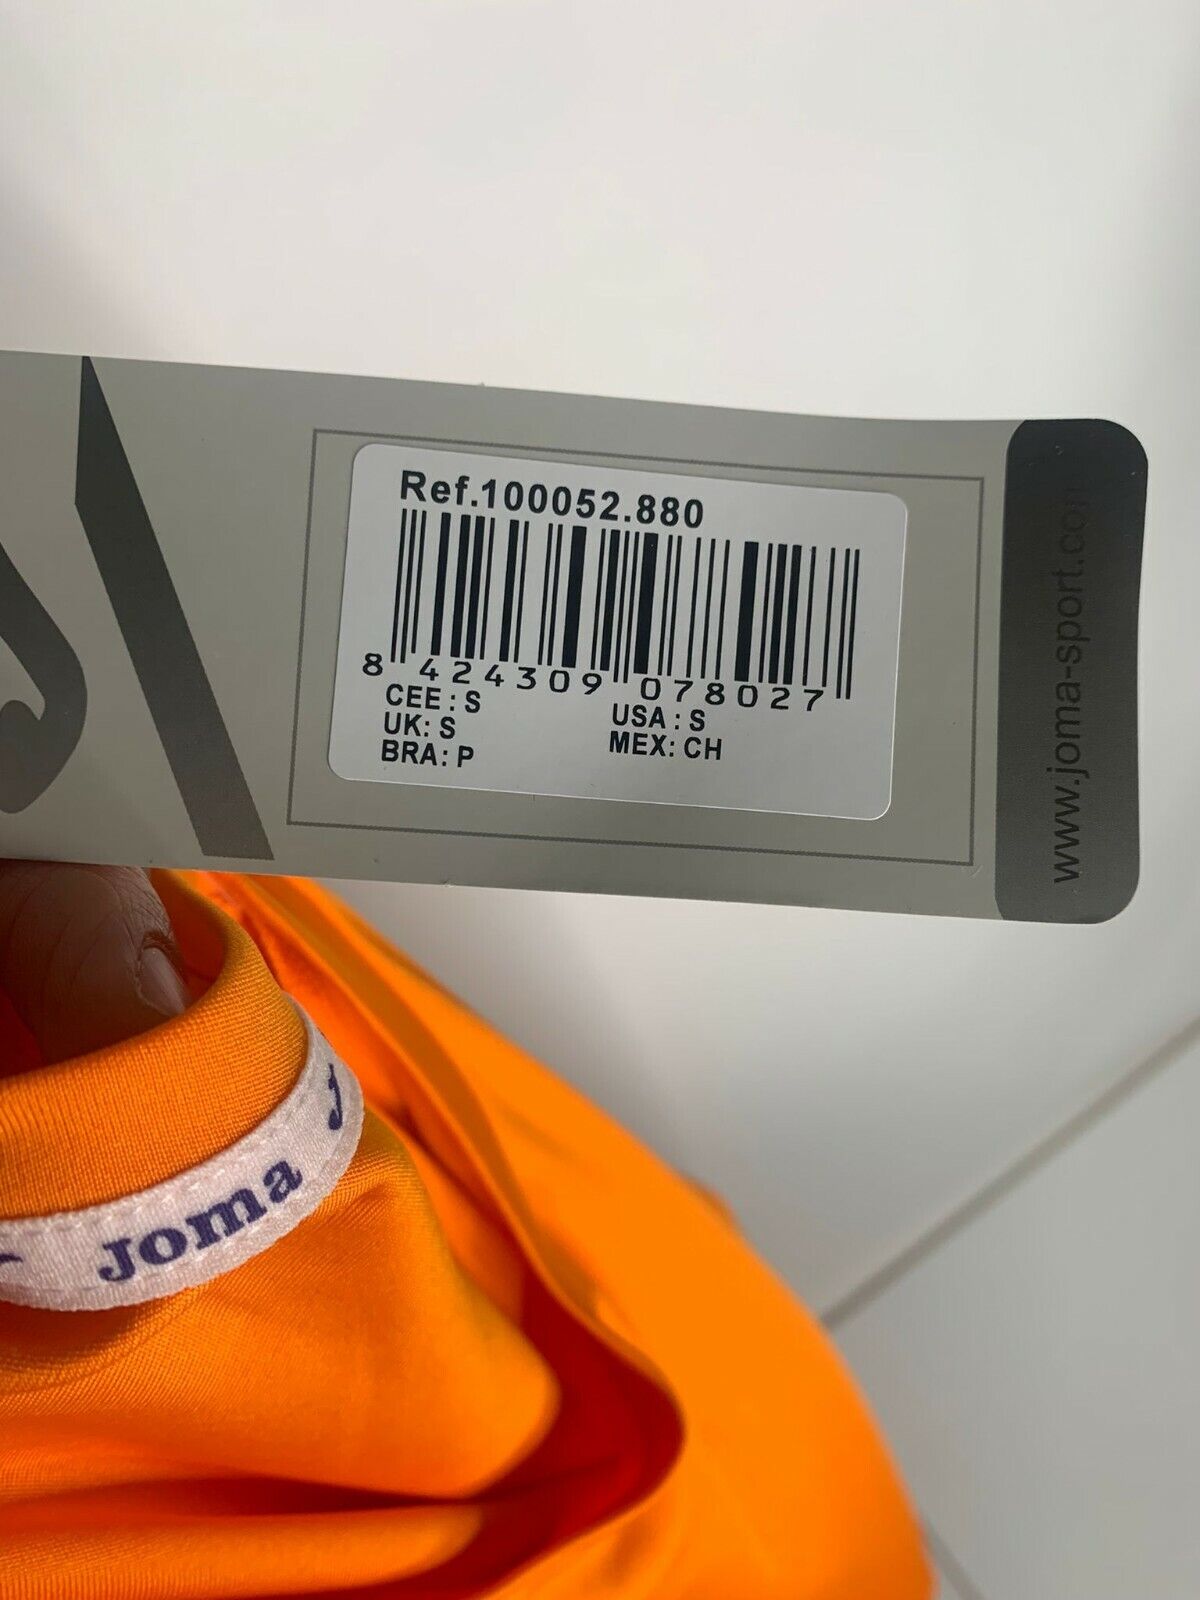 Ref.100052.880
8 424309 078027
CEE : S
UK: S
BRA: P
USA : S
MEX: CH
www.joma-sport.com
Joma
J